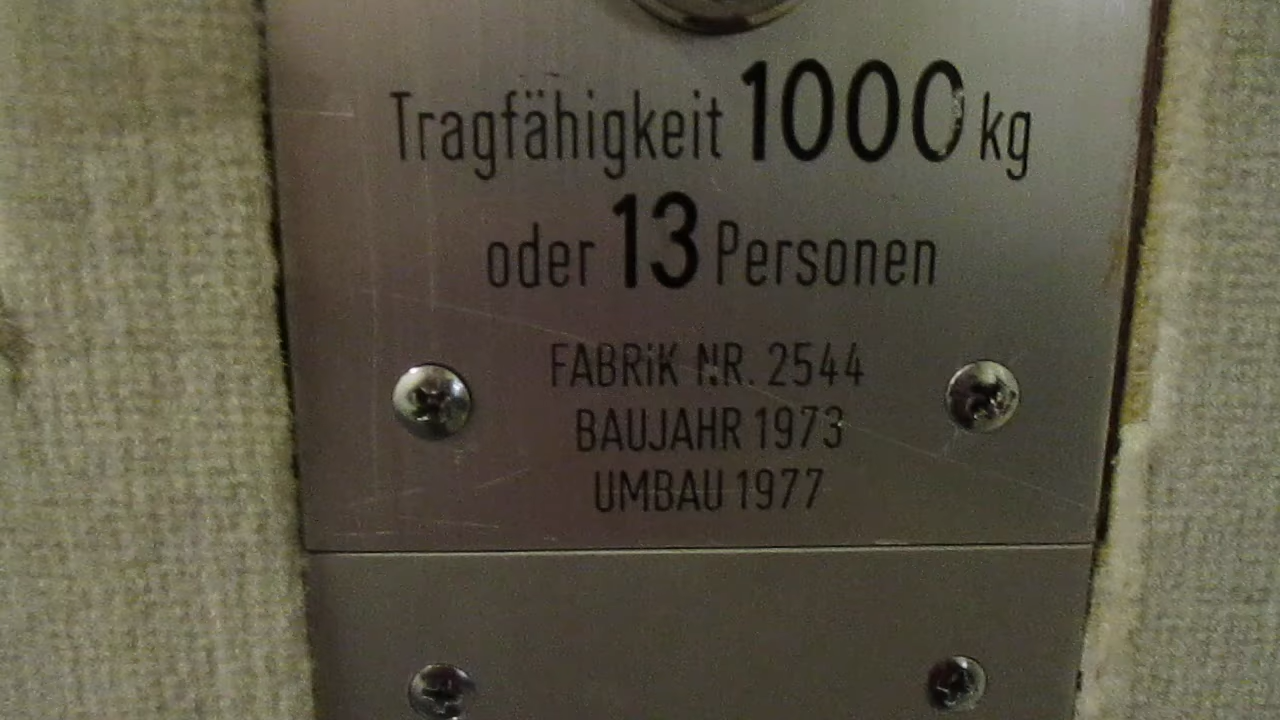 Tragfähigkeit 1000 kg
oder 13 Personen
FABRiK NR. 2544
BAUJAHR 1973
UMBAU 1977